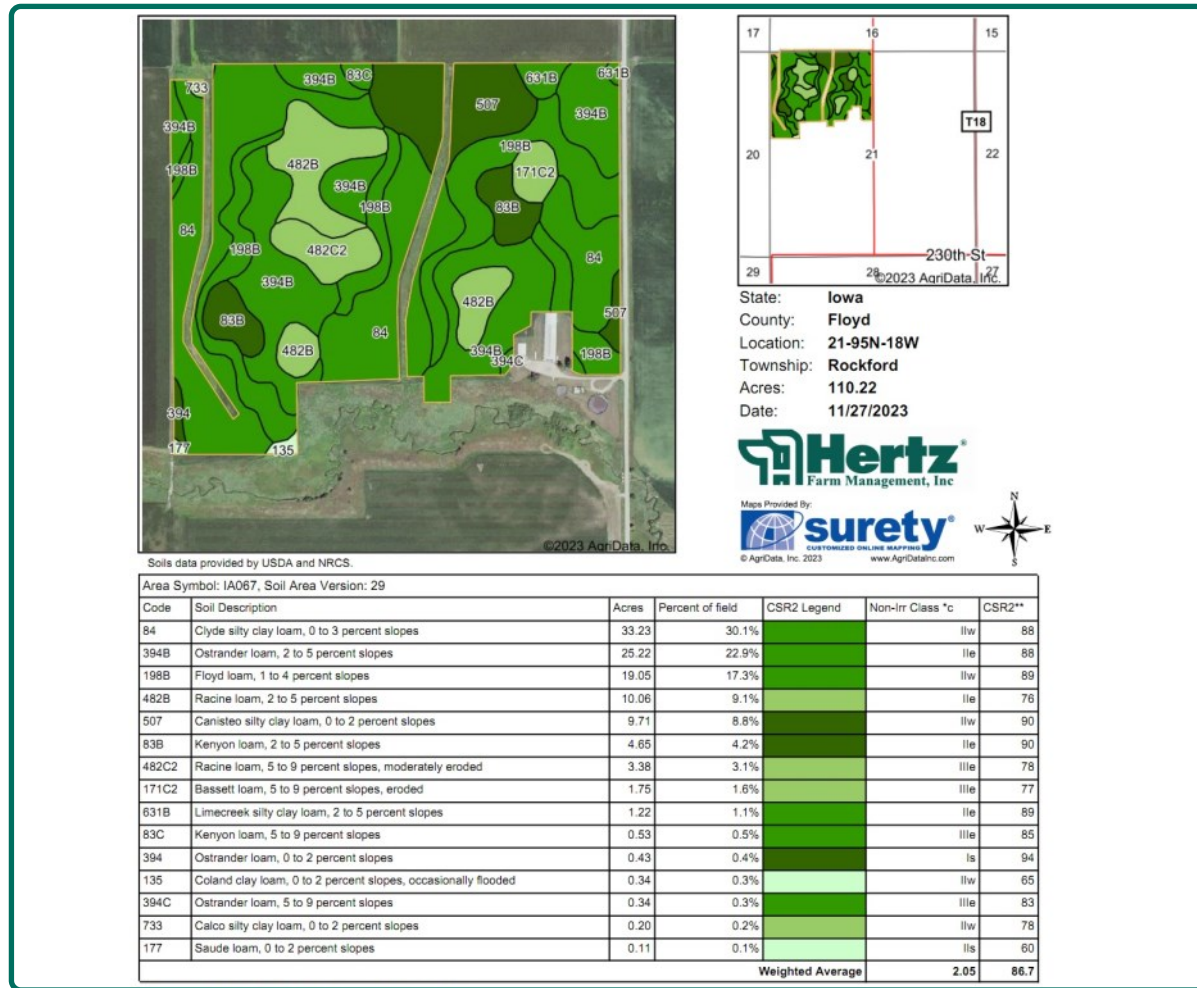 17 16 15
733 394B 83C 631B 631B
507
394B 394B
T18
198B
482B
20 21 22
198B 171C2
394B
83B
198B
84
198B 482C2 84
230th St
394B
29 28 27
©2023 AgriData, Inc.
482B
83B 507
84
482B 394B 198B
394C
394
177 135
©2023 AgriData, Inc.
State: Iowa
County: Floyd
Location: 21-95N-18W
Township: Rockford
Acres: 110.22
Date: 11/27/2023
Hertz®
Farm Management, Inc
Maps Provided By:
surety®
CUSTOMIZED ONLINE MAPPING
© AgriData, Inc. 2023 www.AgriDataInc.com
N
W E
S
Soils data provided by USDA and NRCS.
Area Symbol: IA067, Soil Area Version: 29
Code Soil Description Acres Percent of field CSR2 Legend Non-Irr Class *c CSR2**
84 Clyde silty clay loam, 0 to 3 percent slopes 33.23 30.1% IIw 88
394B Ostrander loam, 2 to 5 percent slopes 25.22 22.9% IIe 88
198B Floyd loam, 1 to 4 percent slopes 19.05 17.3% IIw 89
482B Racine loam, 2 to 5 percent slopes 10.06 9.1% IIe 76
507 Canisteo silty clay loam, 0 to 2 percent slopes 9.71 8.8% IIw 90
83B Kenyon loam, 2 to 5 percent slopes 4.65 4.2% IIe 90
482C2 Racine loam, 5 to 9 percent slopes, moderately eroded 3.38 3.1% IIIe 78
171C2 Bassett loam, 5 to 9 percent slopes, eroded 1.75 1.6% IIIe 77
631B Limecreek silty clay loam, 2 to 5 percent slopes 1.22 1.1% IIe 89
83C Kenyon loam, 5 to 9 percent slopes 0.53 0.5% IIIe 85
394 Ostrander loam, 0 to 2 percent slopes 0.43 0.4% Is 94
135 Coland clay loam, 0 to 2 percent slopes, occasionally flooded 0.34 0.3% IIw 65
394C Ostrander loam, 5 to 9 percent slopes 0.34 0.3% IIIe 83
733 Calco silty clay loam, 0 to 2 percent slopes 0.20 0.2% IIw 78
177 Saude loam, 0 to 2 percent slopes 0.11 0.1% IIs 60
Weighted Average 2.05 86.7